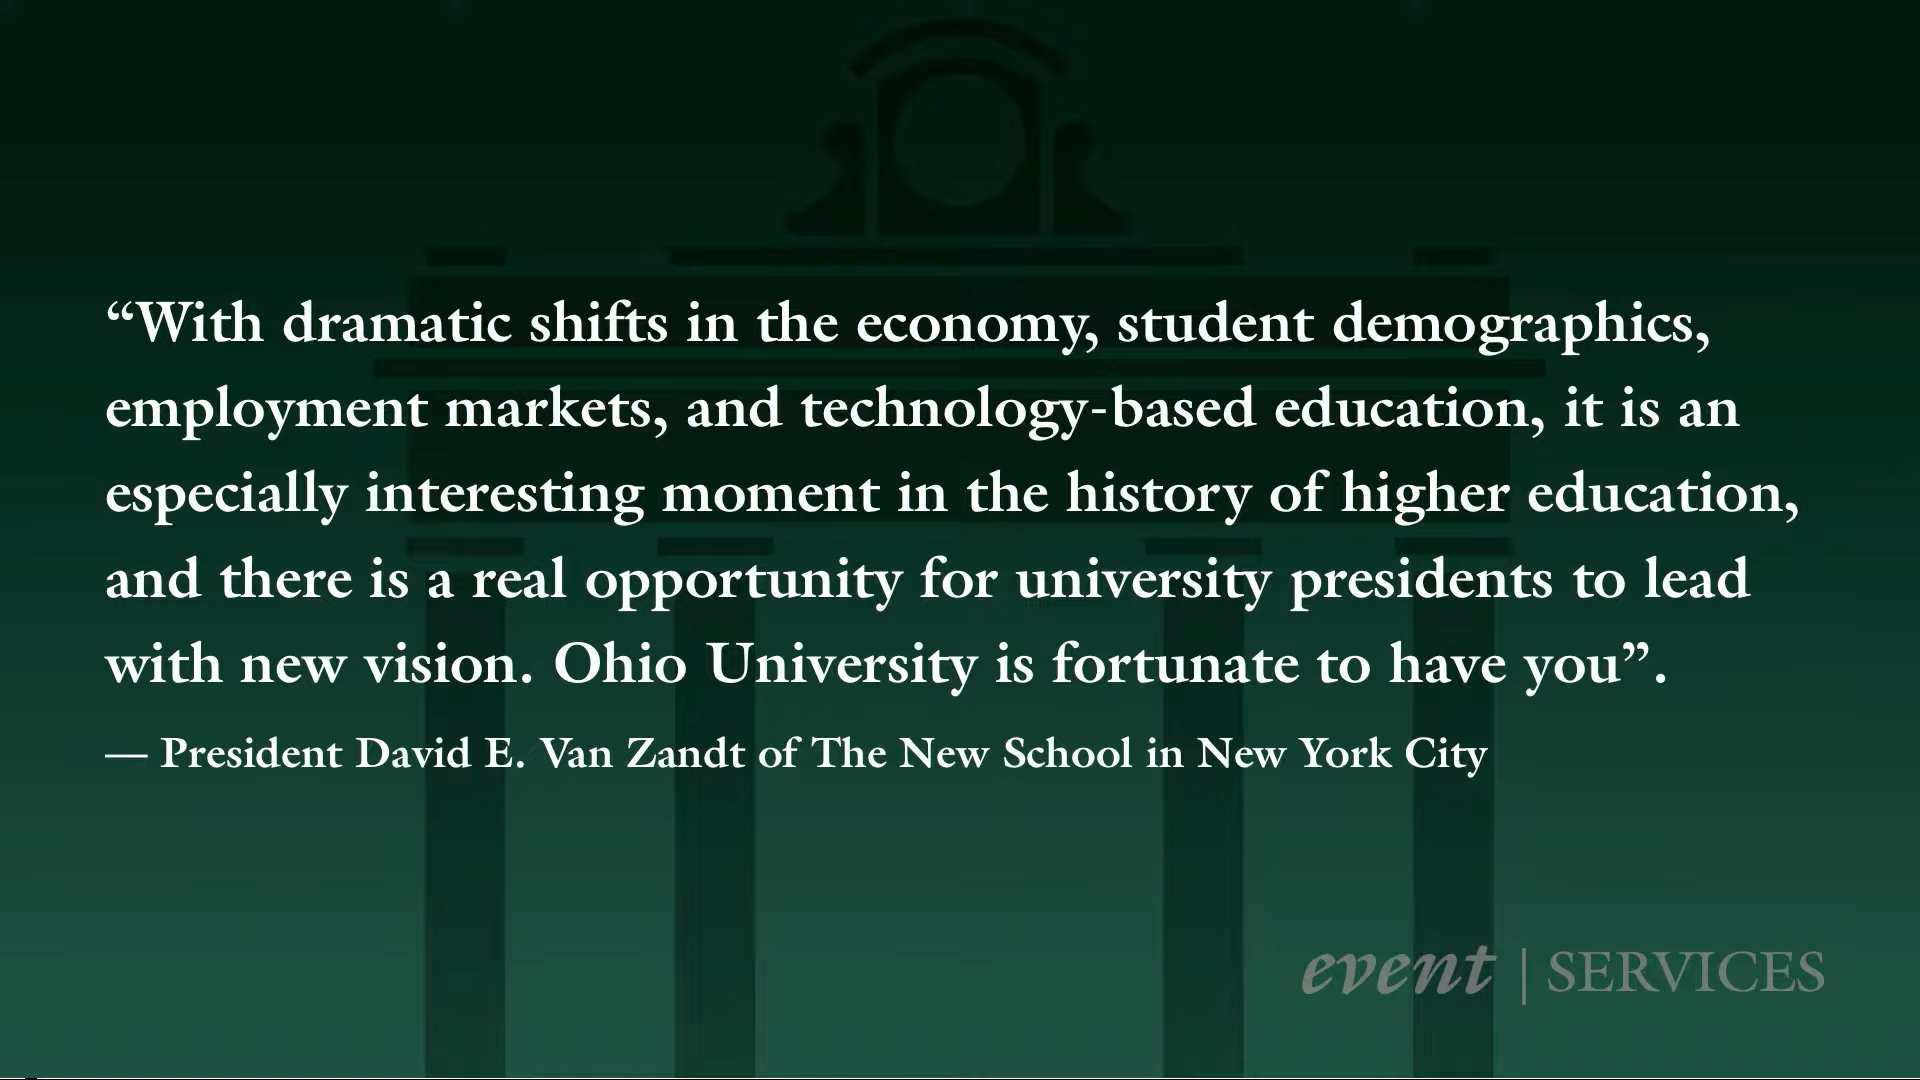 “With dramatic shifts in the economy, student demographics,
employment markets, and technology-based education, it is an
especially interesting moment in the history of higher education,
and there is a real opportunity for university presidents to lead
with new vision. Ohio University is fortunate to have you”.
— President David E. Van Zandt of The New School in New York City
event | SERVICES